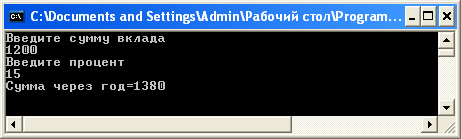 C:\Documents and Settings\Admin\Рабочий стол\Program...
Введите сумму вклада
1200
Введите процент
15
Сумма через год=1380